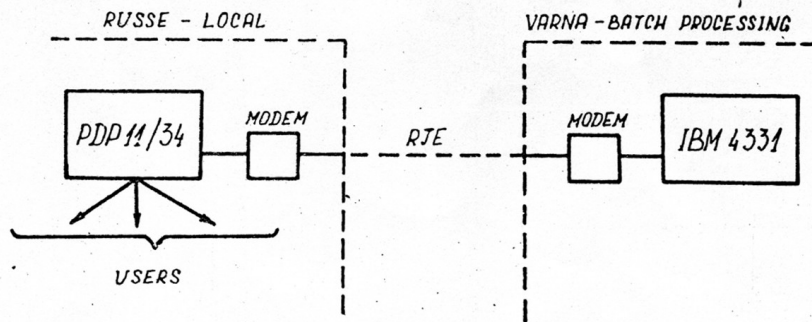 RUSSE - LOCAL
VARNA - BATCH PROCESSING
PDP 11/34
MODEM
RJE
MODEM
IBM 4331
USERS